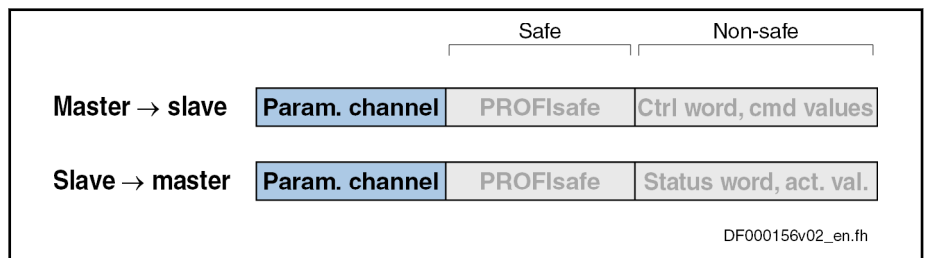 Safe Non-safe
Master → slave Param. channel PROFIsafe Ctrl word, cmd values
Slave → master Param. channel PROFIsafe Status word, act. val.
DF000156v02_en.fh